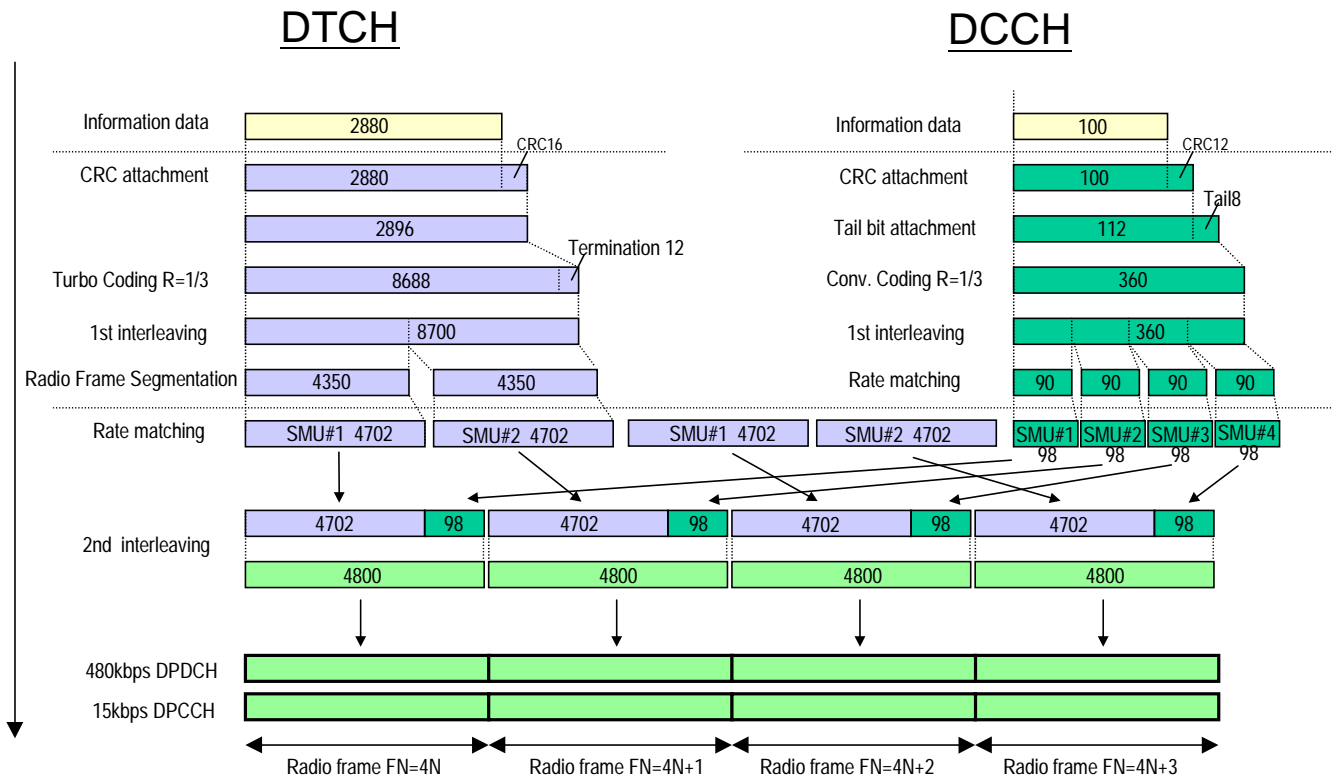 DTCH
DCCH
Information data
2880
Information data
100
CRC16
CRC12
CRC attachment
2880
CRC attachment
100
Tail8
2896
Tail bit attachment
112
Termination 12
Turbo Coding R=1/3
8688
Conv. Coding R=1/3
360
1st interleaving
8700
1st interleaving
360
Radio Frame Segmentation
4350
4350
Rate matching
90
90
90
90
Rate matching
SMU#1 4702
SMU#2 4702
SMU#1 4702
SMU#2 4702
SMU#1
SMU#2
SMU#3
SMU#4
98
98
98
98
2nd interleaving
4702
98
4702
98
4702
98
4702
98
4800
4800
4800
4800
480kbps DPDCH
15kbps DPCCH
Radio frame FN=4N
Radio frame FN=4N+1
Radio frame FN=4N+2
Radio frame FN=4N+3